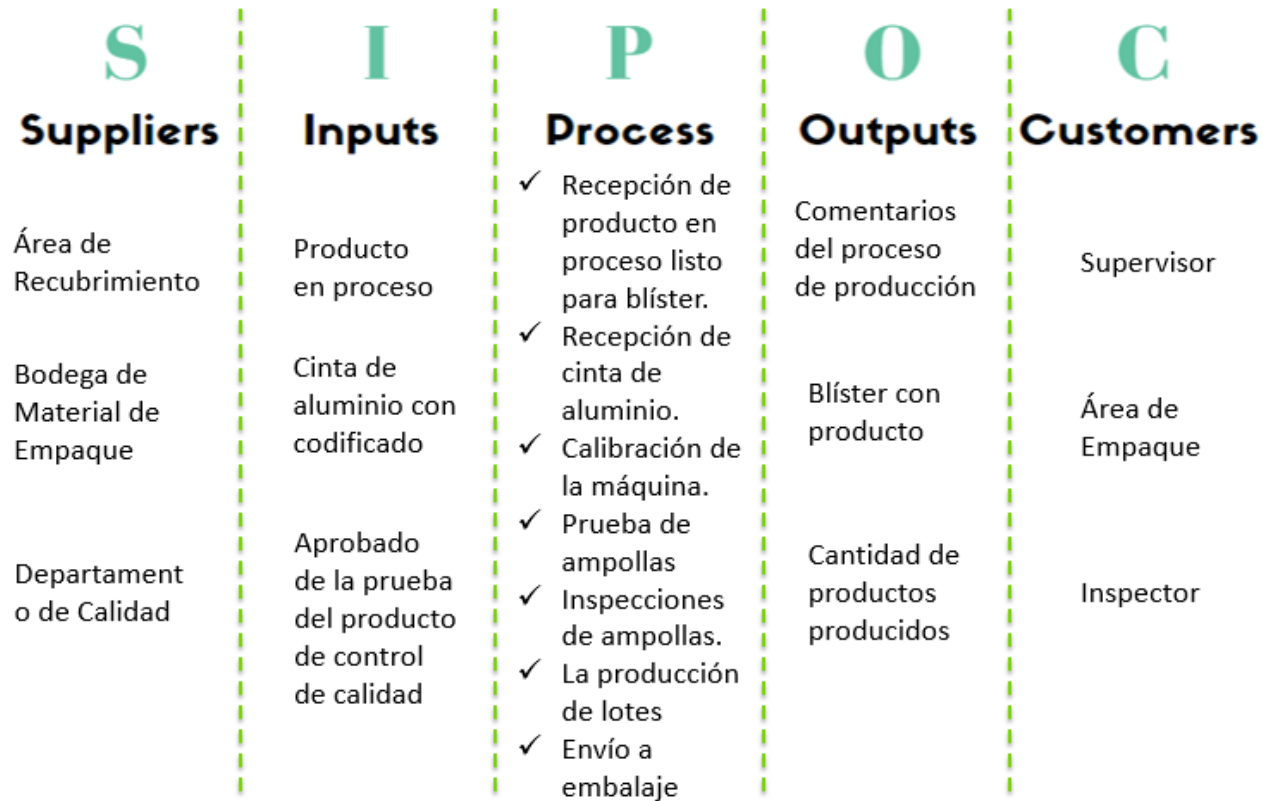 S
I
P
O
C
Suppliers
Inputs
Process
Outputs
Customers
Área de
Recubrimiento
Bodega de
Material de
Empaque
Departament
o de Calidad
Producto
en proceso
Cinta de
aluminio con
codificado
Aprobado
de la prueba
del producto
de control
de calidad
✓ Recepción de
producto en
proceso listo
para blíster.
✓ Recepción de
cinta de
aluminio.
✓ Calibración de
la máquina.
✓ Prueba de
ampollas
✓ Inspecciones
de ampollas.
✓ La producción
de lotes
✓ Envío a
embalaje
Comentarios
del proceso
de producción
Blíster con
producto
Cantidad de
productos
producidos
Supervisor
Área de
Empaque
Inspector